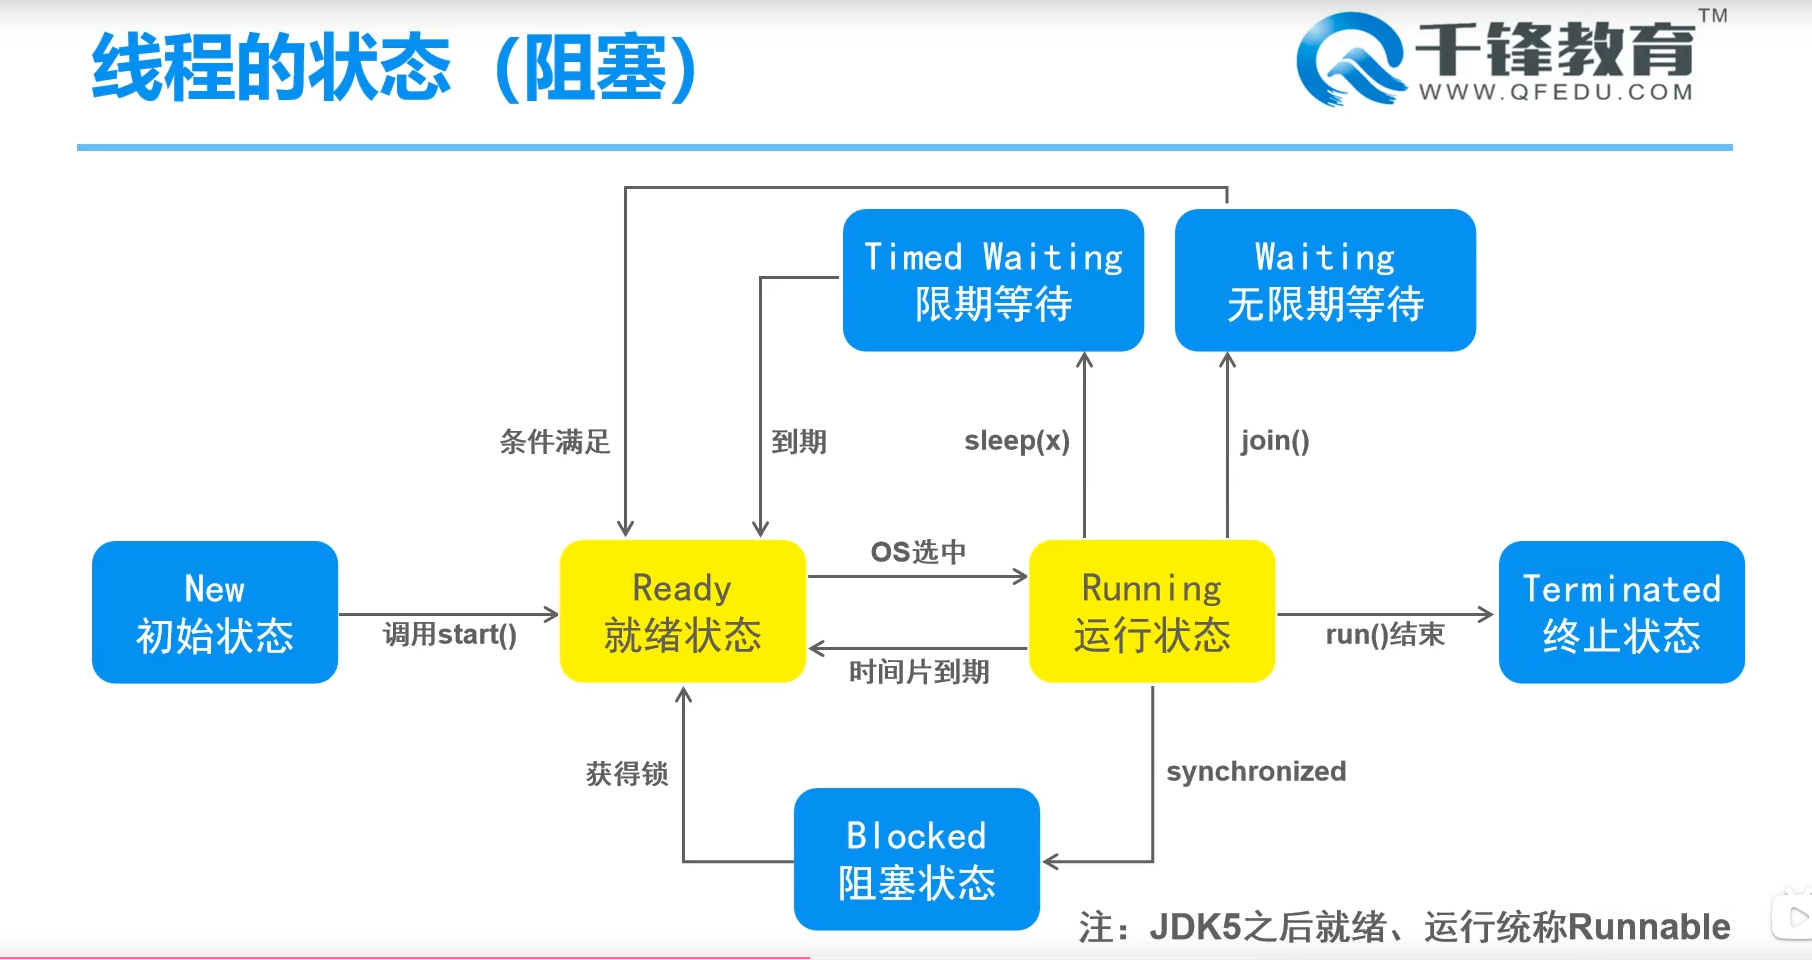 线程的状态（阻塞）
千锋教育TM
WWW.QFEDU.COM
Timed Waiting
限期等待
Waiting
无限期等待
条件满足
到期
sleep(x)
join()
New
初始状态
调用start()
Ready
就绪状态
OS选中
时间片到期
Running
运行状态
run()结束
Terminated
终止状态
获得锁
synchronized
Blocked
阻塞状态
注：JDK5之后就绪、运行统称Runnable